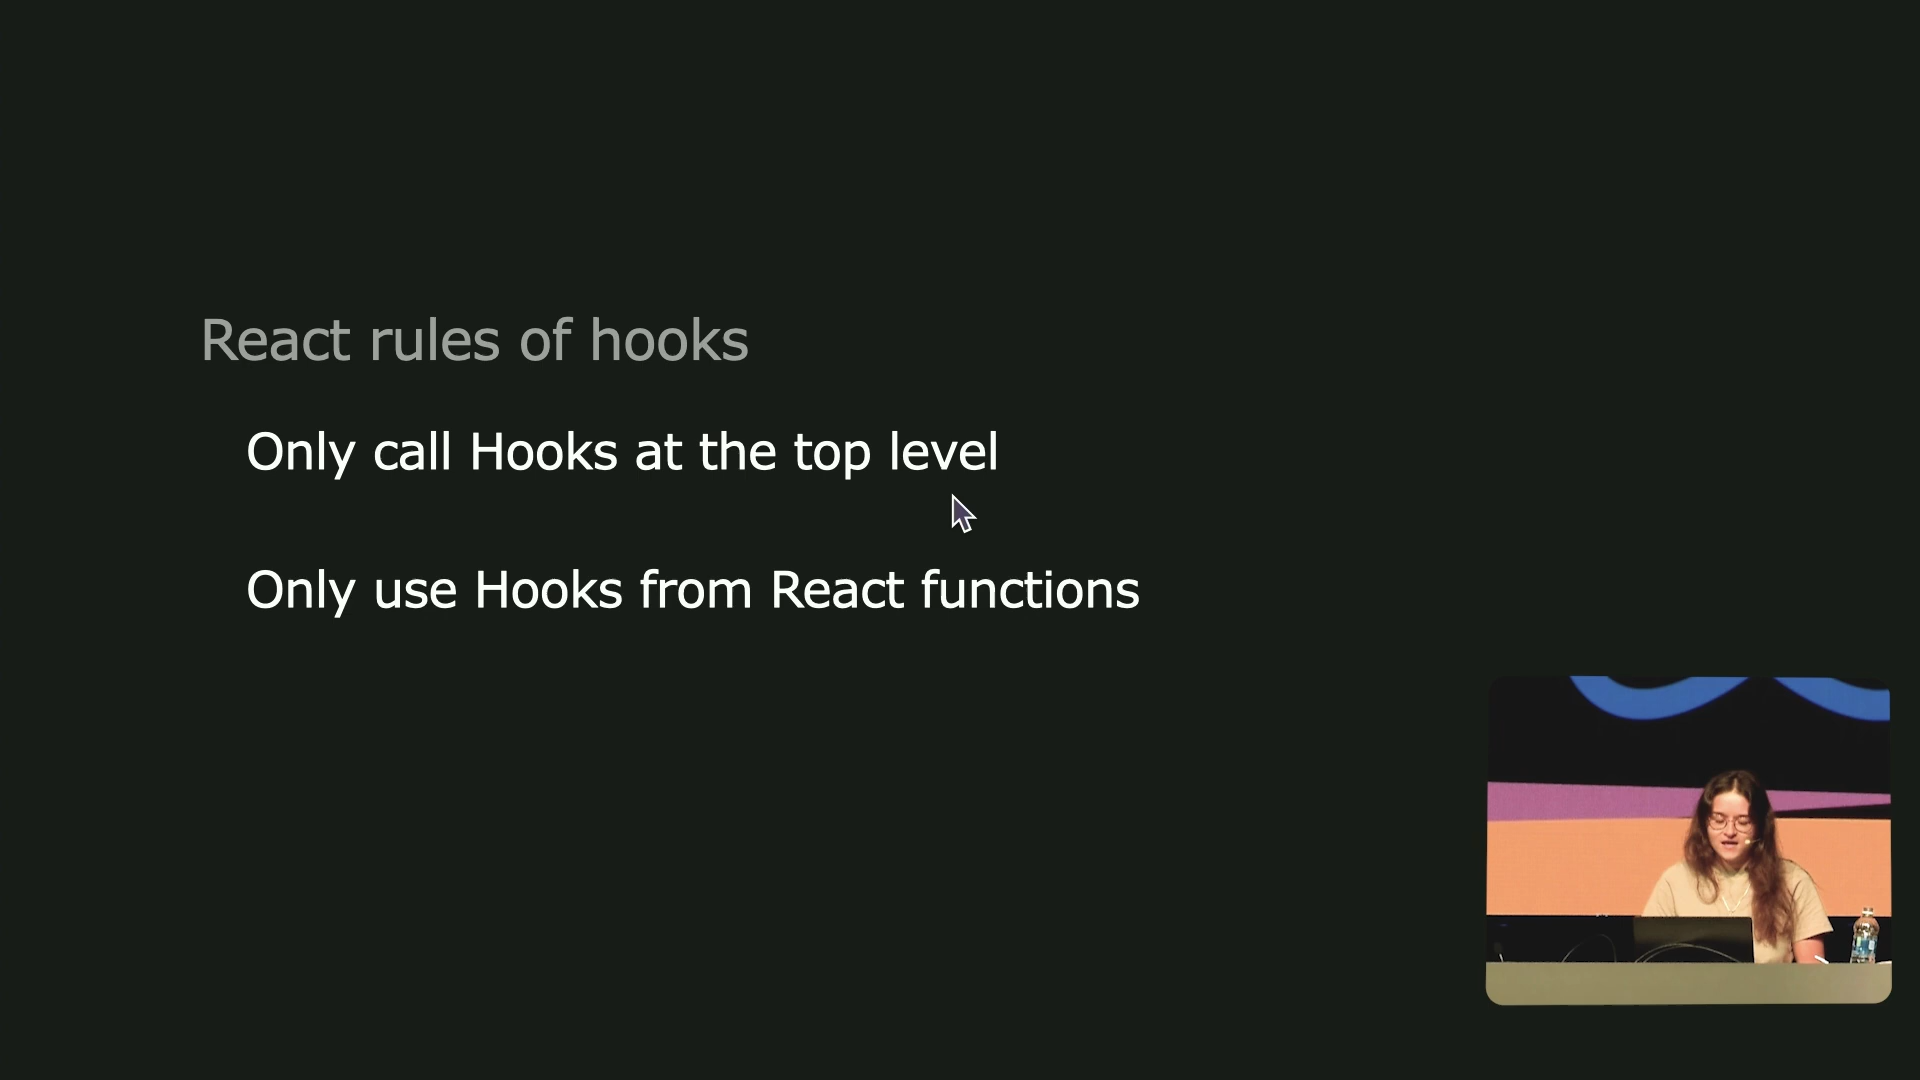 React rules of hooks
Only call Hooks at the top level
Only use Hooks from React functions